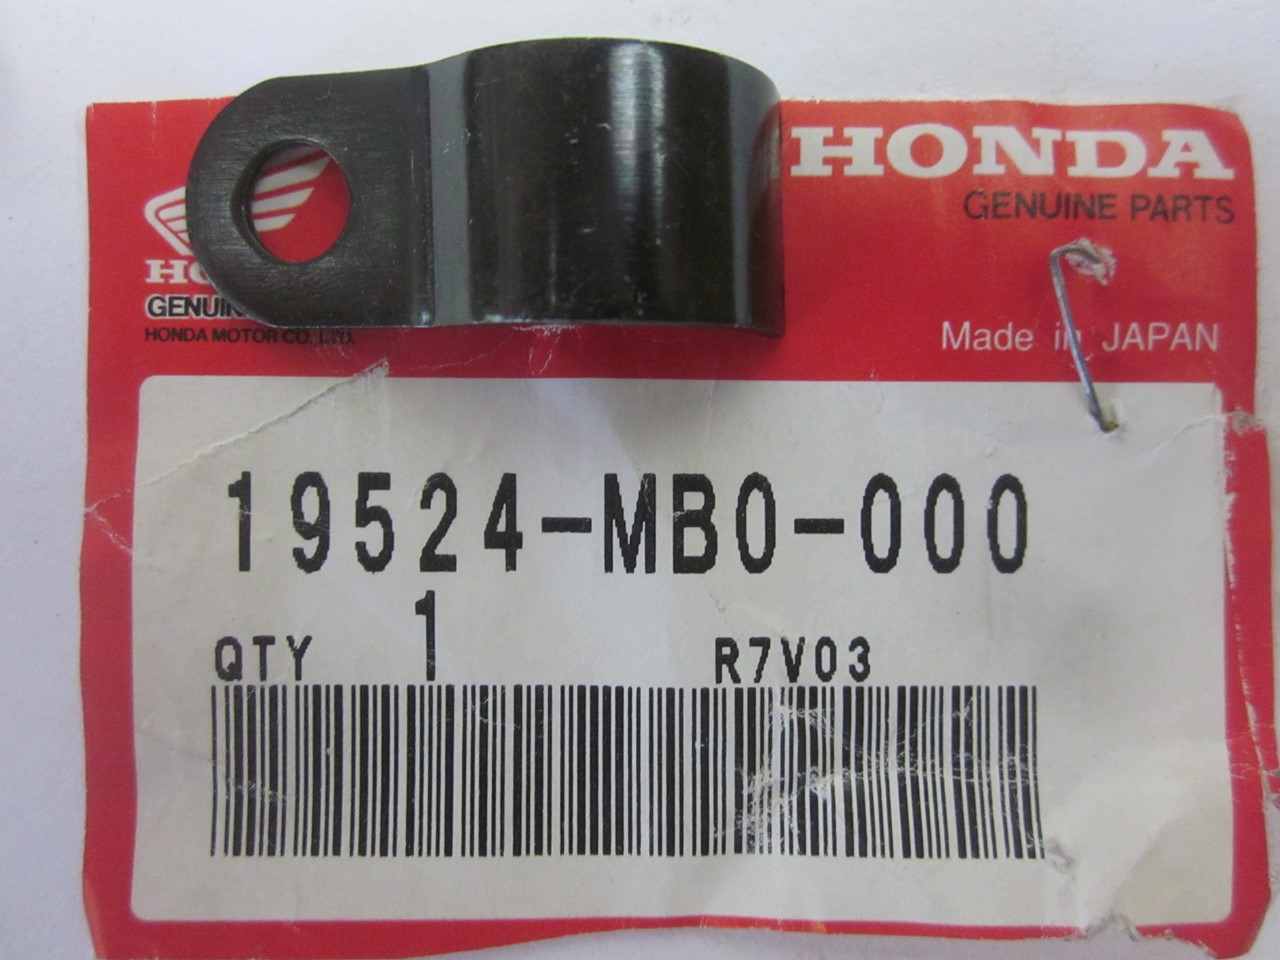 HONDA
GENUINE PARTS
HONDA MOTOR CO., LTD.
Made in JAPAN
19524-MB0-000
QTY 1 R7V03